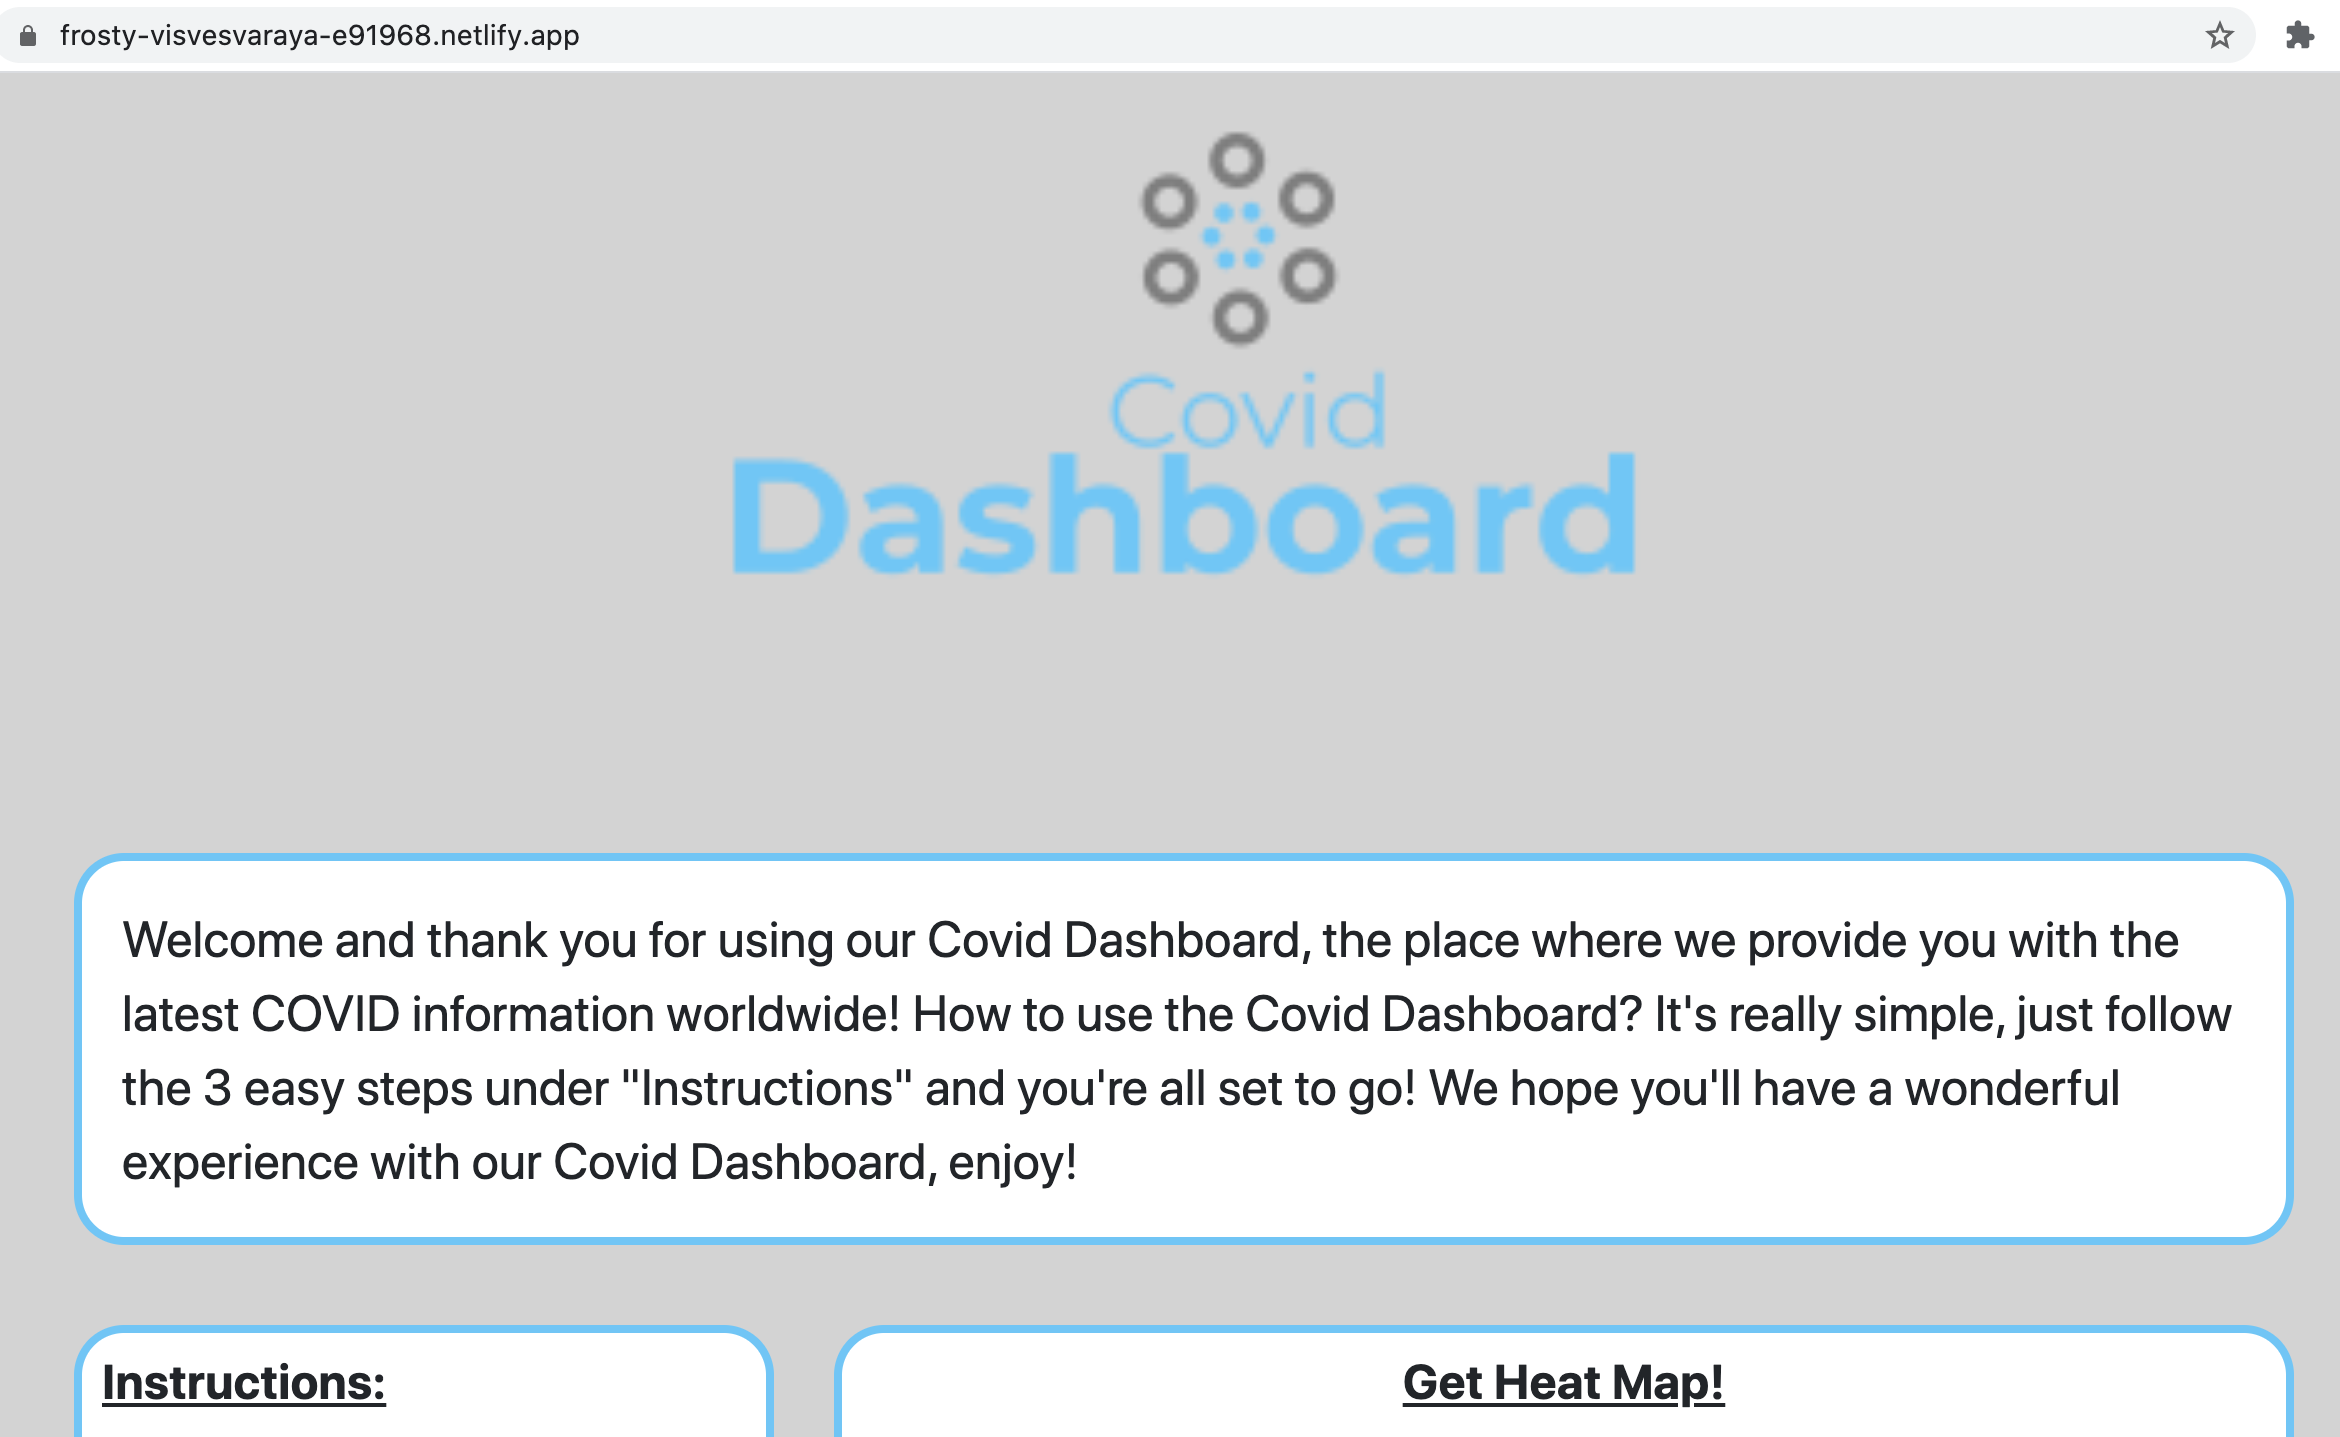 frosty-visvesvaraya-e91968.netlify.app
Covid
Dashboard
Welcome and thank you for using our Covid Dashboard, the place where we provide you with the
latest COVID information worldwide! How to use the Covid Dashboard? It's really simple, just follow
the 3 easy steps under "Instructions" and you're all set to go! We hope you'll have a wonderful
experience with our Covid Dashboard, enjoy!
Instructions:
Get Heat Map!